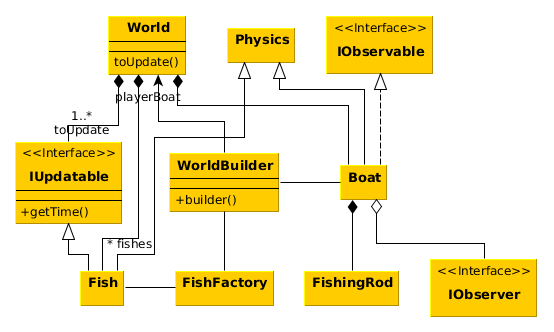 World
toUpdate()
Physics
<<Interface>>
IObservable
playerBoat
1..*
toUpdate
<<Interface>>
IUpdatable
+getTime()
WorldBuilder
+builder()
Boat
* fishes
Fish
FishFactory
FishingRod
<<Interface>>
IObserver